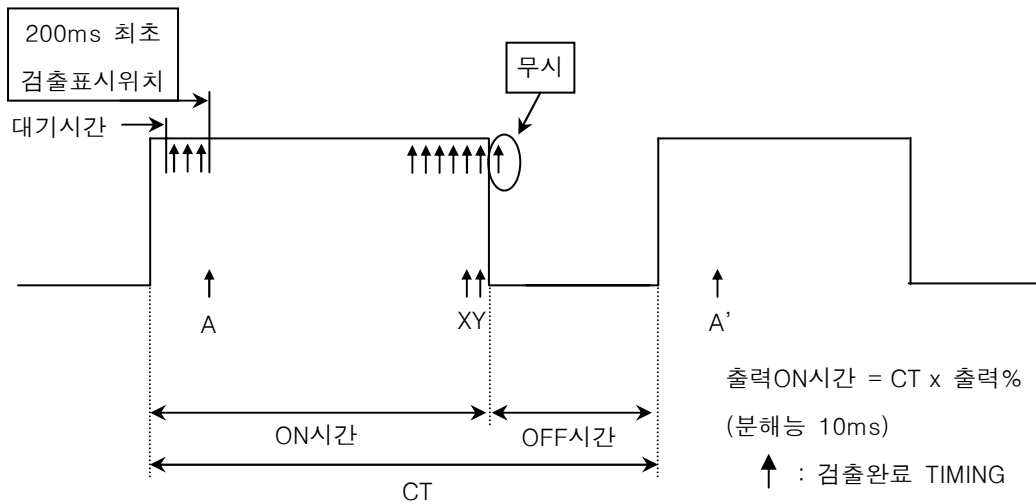 200ms 최초
검출표시위치
무시
대기시간
A
XY
A’
출력ON시간 = CT x 출력%
(분해능 10ms)
ON시간
OFF시간
: 검출완료 TIMING
CT